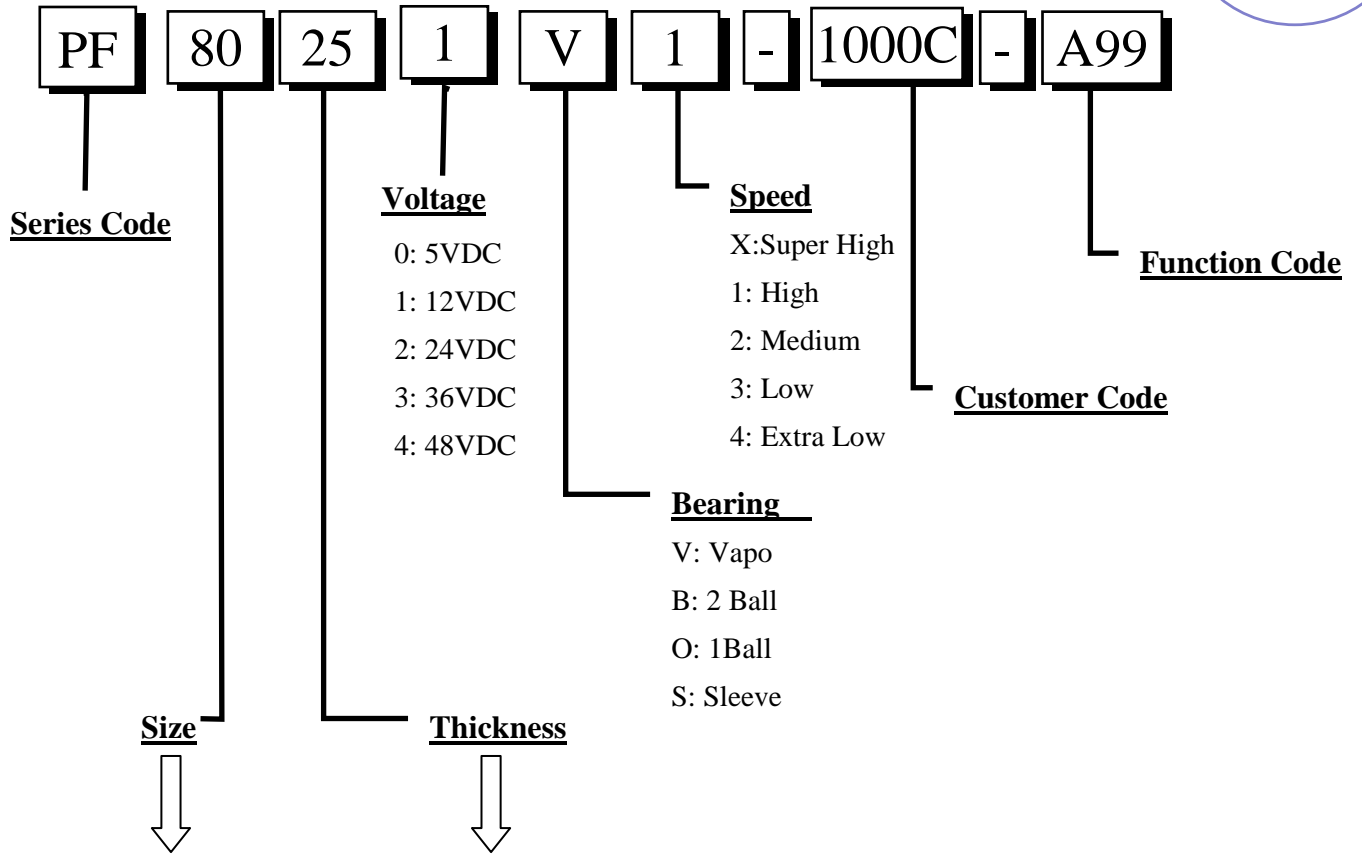 PF 80 25 1 V 1 - 1000C - A99
Series Code
Voltage
0: 5VDC
1: 12VDC
2: 24VDC
3: 36VDC
4: 48VDC
Speed
X:Super High
1: High
2: Medium
3: Low
4: Extra Low
Function Code
Customer Code
Bearing
V: Vapo
B: 2 Ball
O: 1Ball
S: Sleeve
Size
Thickness